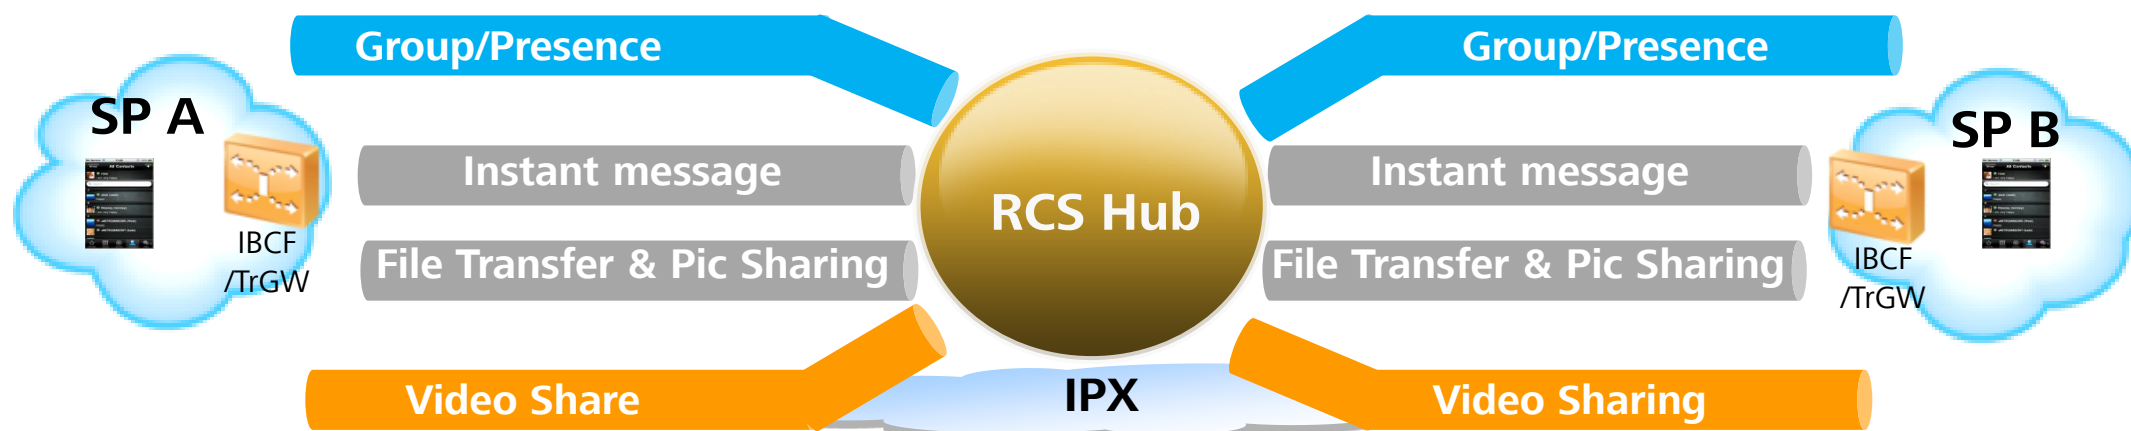 Group/Presence
Group/Presence
SP A
SP B
Instant message
Instant message
RCS Hub
IBCF
/TrGW
File Transfer & Pic Sharing
File Transfer & Pic Sharing
IBCF
/TrGW
Video Share
IPX
Video Sharing